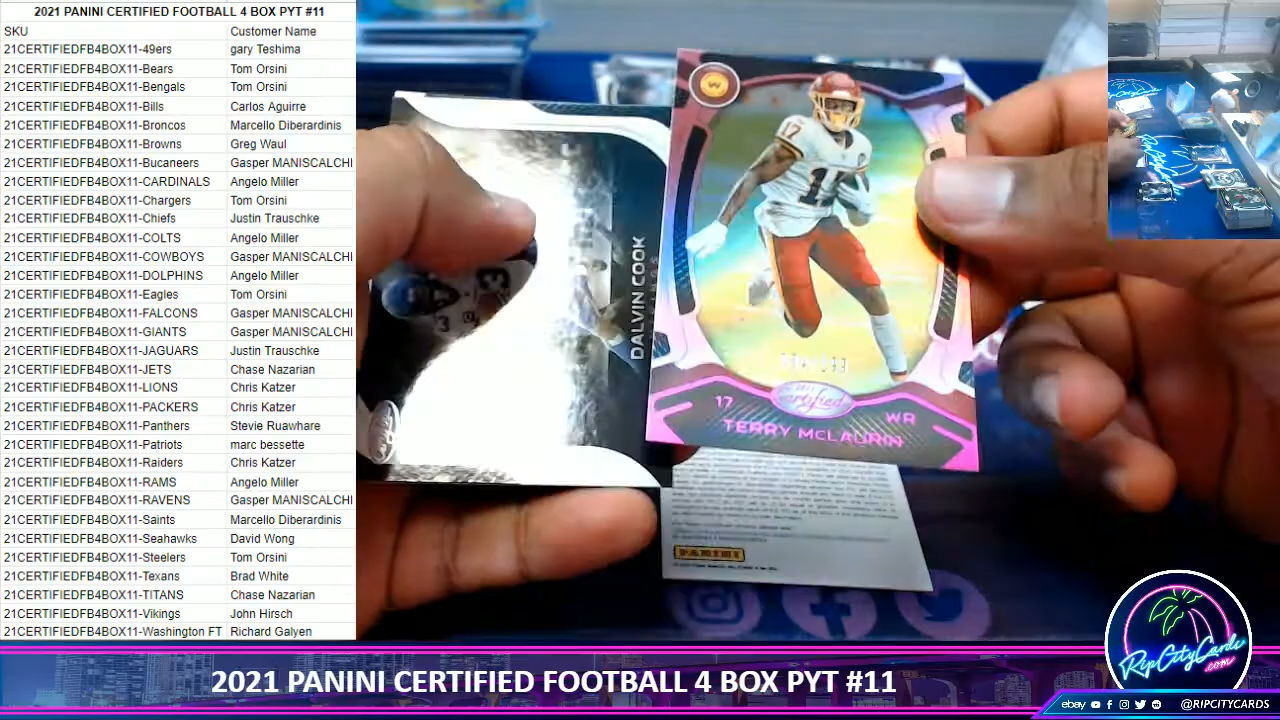 2021 PANINI CERTIFIED FOOTBALL 4 BOX PYT #11
SKU Customer Name
21CERTIFIEDFB4BOX11-49ers gary Teshima
21CERTIFIEDFB4BOX11-Bears Tom Orsini
21CERTIFIEDFB4BOX11-Bengals Tom Orsini
21CERTIFIEDFB4BOX11-Bills Carlos Aguirre
21CERTIFIEDFB4BOX11-Broncos Marcello Diberardinis
21CERTIFIEDFB4BOX11-Browns Greg Waul
21CERTIFIEDFB4BOX11-Bucaneers Gasper MANISCALCHI
21CERTIFIEDFB4BOX11-CARDINALS Angelo Miller
21CERTIFIEDFB4BOX11-Chargers Tom Orsini
21CERTIFIEDFB4BOX11-Chiefs Justin Trauschke
21CERTIFIEDFB4BOX11-COLTS Angelo Miller
21CERTIFIEDFB4BOX11-COWBOYS Gasper MANISCALCHI
21CERTIFIEDFB4BOX11-DOLPHINS Angelo Miller
21CERTIFIEDFB4BOX11-Eagles Tom Orsini
21CERTIFIEDFB4BOX11-FALCONS Gasper MANISCALCHI
21CERTIFIEDFB4BOX11-GIANTS Gasper MANISCALCHI
21CERTIFIEDFB4BOX11-JAGUARS Justin Trauschke
21CERTIFIEDFB4BOX11-JETS Chase Nazarian
21CERTIFIEDFB4BOX11-LIONS Chris Katzer
21CERTIFIEDFB4BOX11-PACKERS Chris Katzer
21CERTIFIEDFB4BOX11-Panthers Stevie Ruawhare
21CERTIFIEDFB4BOX11-Patriots marc bessette
21CERTIFIEDFB4BOX11-Raiders Chris Katzer
21CERTIFIEDFB4BOX11-RAMS Angelo Miller
21CERTIFIEDFB4BOX11-RAVENS Gasper MANISCALCHI
21CERTIFIEDFB4BOX11-Saints Marcello Diberardinis
21CERTIFIEDFB4BOX11-Seahawks David Wong
21CERTIFIEDFB4BOX11-Steelers Tom Orsini
21CERTIFIEDFB4BOX11-Texans Brad White
21CERTIFIEDFB4BOX11-TITANS Chase Nazarian
21CERTIFIEDFB4BOX11-Vikings John Hirsch
21CERTIFIEDFB4BOX11-Washington FT Richard Galyen
DALVIN COOK
VIKINGS
W
17
Certified
17 WR
TERRY MCLAURIN
PANINI
RipCityCards
.com
2021 PANINI CERTIFIED FOOTBALL 4 BOX PYT #11
ebay @RIPCITYCARDS